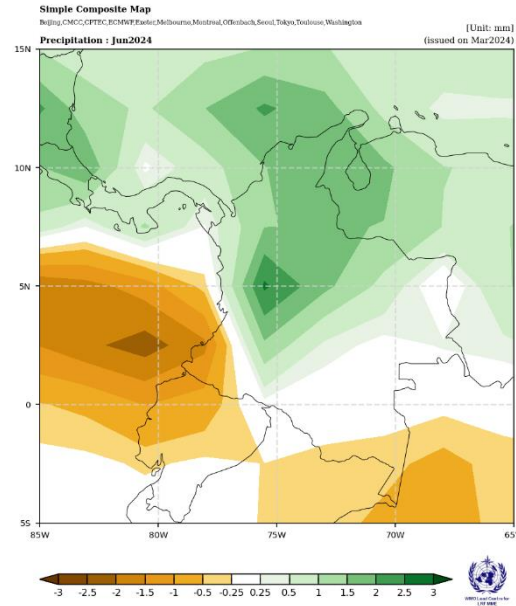 Simple Composite Map
Beijing,CMCC,CPTEC,ECMWF,Exeter,Melbourne,Montreal,Offenbach,Seoul,Tokyo,Toulouse,Washington
[Unit: mm]
Precipitation : Jun2024
(issued on Mar2024)
15N
10N
5N
0
5S
85W 80W 75W 70W 65W
-3 -2.5 -2 -1.5 -1 -0.5 -0.25 0.25 0.5 1 1.5 2 2.5 3
WMO Lead Centre for
LRF MME